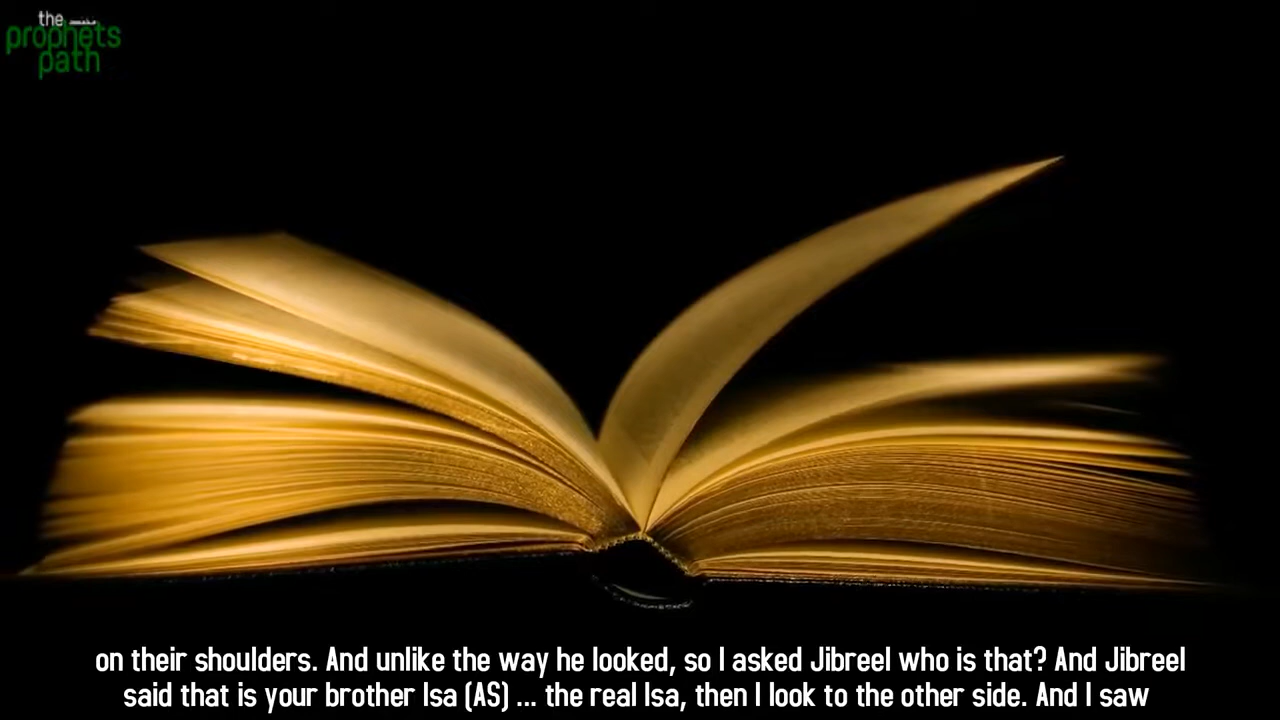 the
prophets
path
on their shoulders. And unlike the way he looked, so I asked Jibreel who is that? And Jibreel
said that is your brother Isa (AS) ... the real Isa, then I look to the other side. And I saw